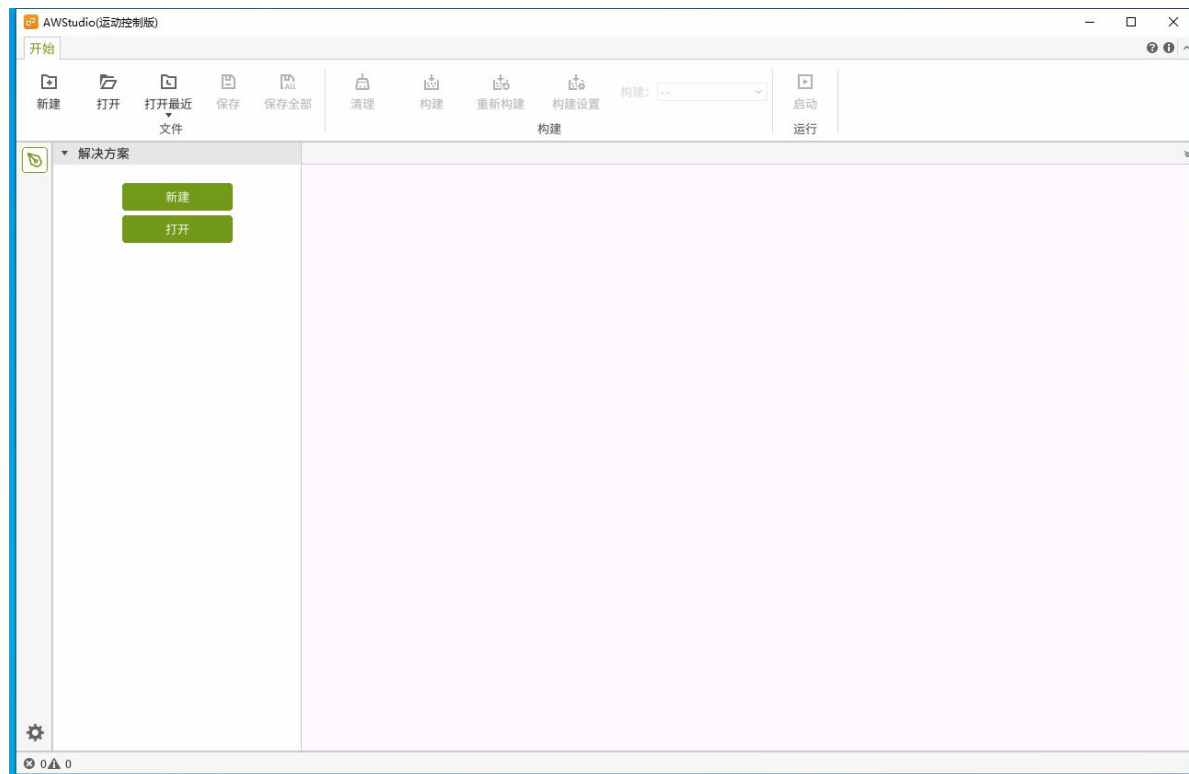 AWStudio(运动控制版)
开始
新建 打开 打开最近 保存 保存全部 清理 构建 重新构建 构建设置 构建: -- 启动
文件 构建 运行
解决方案
新建
打开
0 0